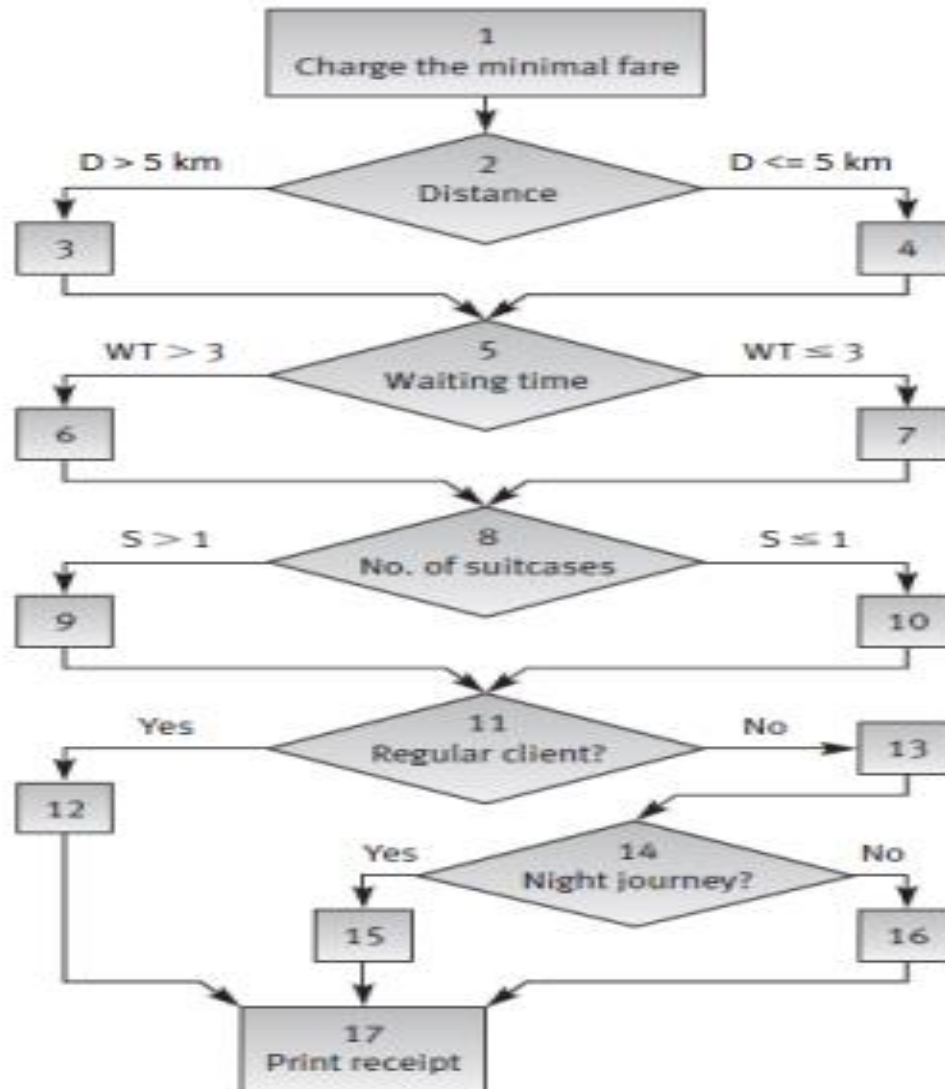 1
Charge the minimal fare
D > 5 km
2
Distance
D <= 5 km
3
4
WT > 3
5
Waiting time
WT ≤ 3
6
7
S > 1
8
No. of suitcases
S ≤ 1
9
10
Yes
11
Regular client?
No
13
12
Yes
14
Night journey?
No
15
16
17
Print receipt